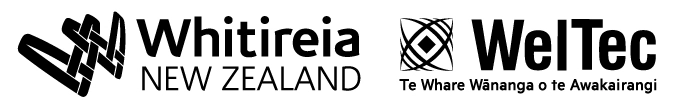 Whitireia
NEW ZEALAND
WelTec
Te Whare Wānanga o te Awakairangi